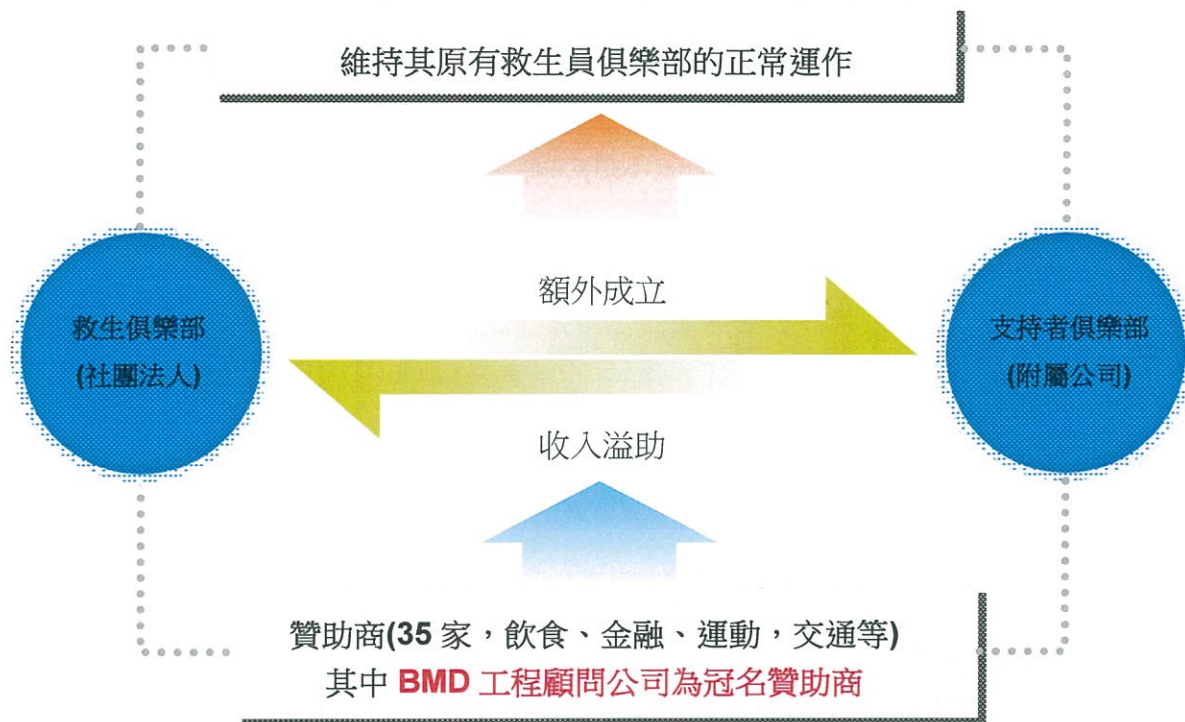 維持其原有救生員俱樂部的正常運作
額外成立
救生俱樂部
(社團法人)
支持者俱樂部
(附屬公司)
收入溢助
贊助商(35 家，飲食、金融、運動，交通等)
其中 BMD 工程顧問公司為冠名贊助商